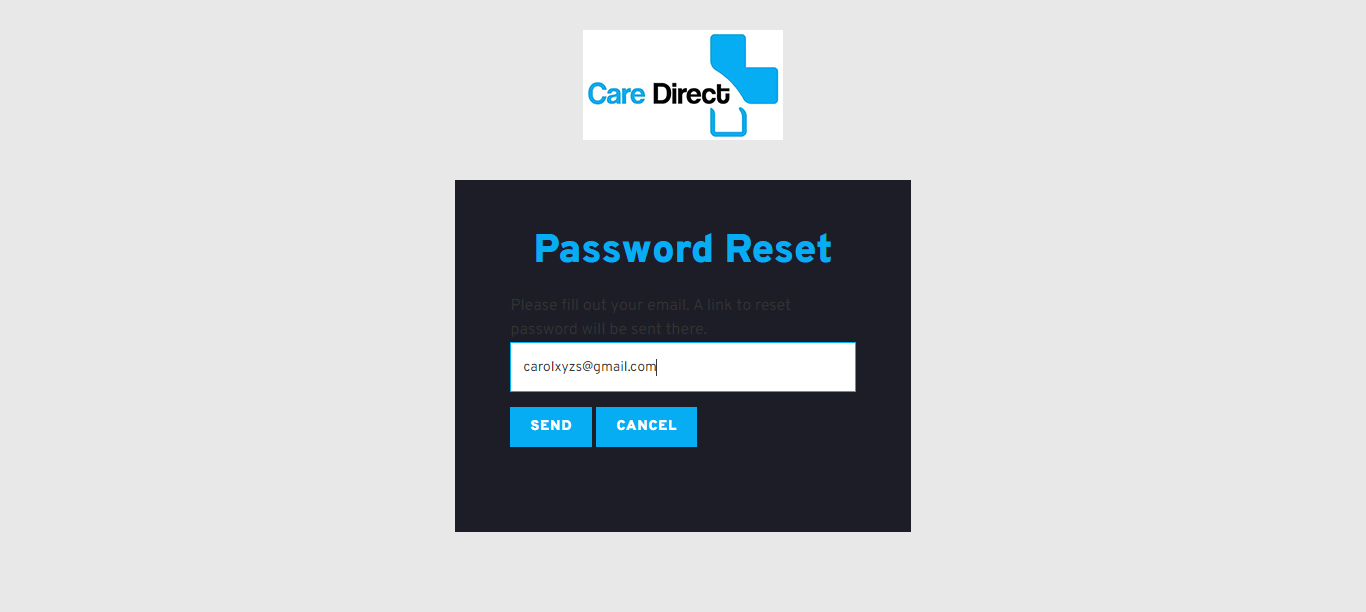 Care Direct
Password Reset
Please fill out your email. A link to reset
password will be sent there.
carolxyzs@gmail.com
SEND CANCEL